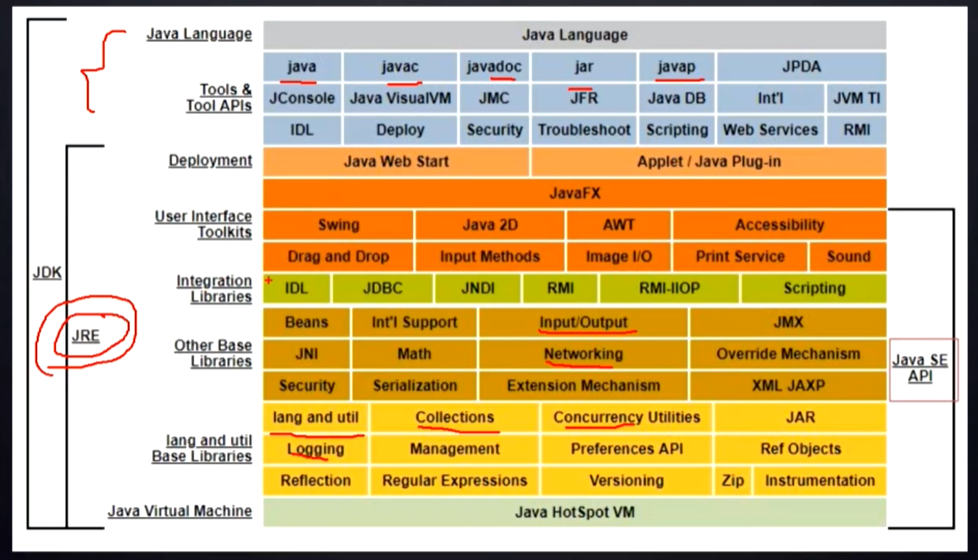 Java Language Java Language
java javac javadoc jar javap JPDA
Tools & Tool APIs JConsole Java VisualVM JMC JFR Java DB Int'l JVM TI
IDL Deploy Security Troubleshoot Scripting Web Services RMI
Deployment Java Web Start Applet / Java Plug-in
JavaFX
User Interface Toolkits Swing Java 2D AWT Accessibility
Drag and Drop Input Methods Image I/O Print Service Sound
JDK Integration Libraries IDL JDBC JNDI RMI RMI-IIOP Scripting
JRE Beans Int'l Support Input/Output JMX
Other Base Libraries JNI Math Networking Override Mechanism Java SE API
Security Serialization Extension Mechanism XML JAXP
lang and util Collections Concurrency Utilities JAR
lang and util Base Libraries Logging Management Preferences API Ref Objects
Reflection Regular Expressions Versioning Zip Instrumentation
Java Virtual Machine Java HotSpot VM